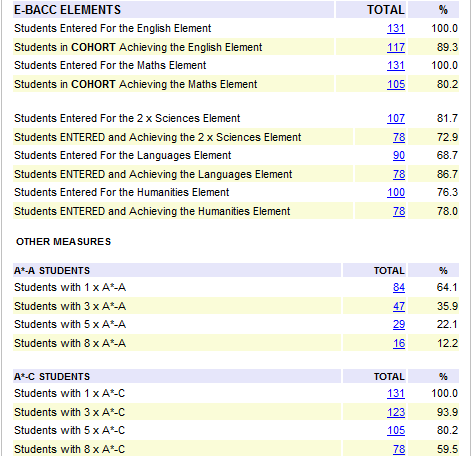 E-BACC ELEMENTS TOTAL %
Students Entered For the English Element 131 100.0
Students in COHORT Achieving the English Element 117 89.3
Students Entered For the Maths Element 131 100.0
Students in COHORT Achieving the Maths Element 105 80.2
Students Entered For the 2 x Sciences Element 107 81.7
Students ENTERED and Achieving the 2 x Sciences Element 78 72.9
Students Entered For the Languages Element 90 68.7
Students ENTERED and Achieving the Languages Element 78 86.7
Students Entered For the Humanities Element 100 76.3
Students ENTERED and Achieving the Humanities Element 78 78.0
OTHER MEASURES
A*-A STUDENTS TOTAL %
Students with 1 x A*-A 84 64.1
Students with 3 x A*-A 47 35.9
Students with 5 x A*-A 29 22.1
Students with 8 x A*-A 16 12.2
A*-C STUDENTS TOTAL %
Students with 1 x A*-C 131 100.0
Students with 3 x A*-C 123 93.9
Students with 5 x A*-C 105 80.2
Students with 8 x A*-C 78 59.5